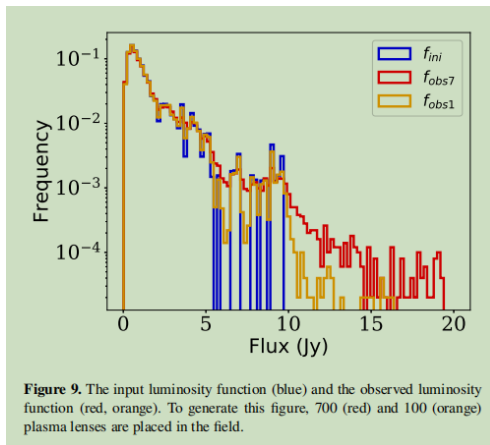 10⁻¹
10⁻²
10⁻³
10⁻⁴
Frequency
f_ini
f_obs7
f_obs1
0 5 10 15 20
Flux (Jy)
Figure 9. The input luminosity function (blue) and the observed luminosity
function (red, orange). To generate this figure, 700 (red) and 100 (orange)
plasma lenses are placed in the field.